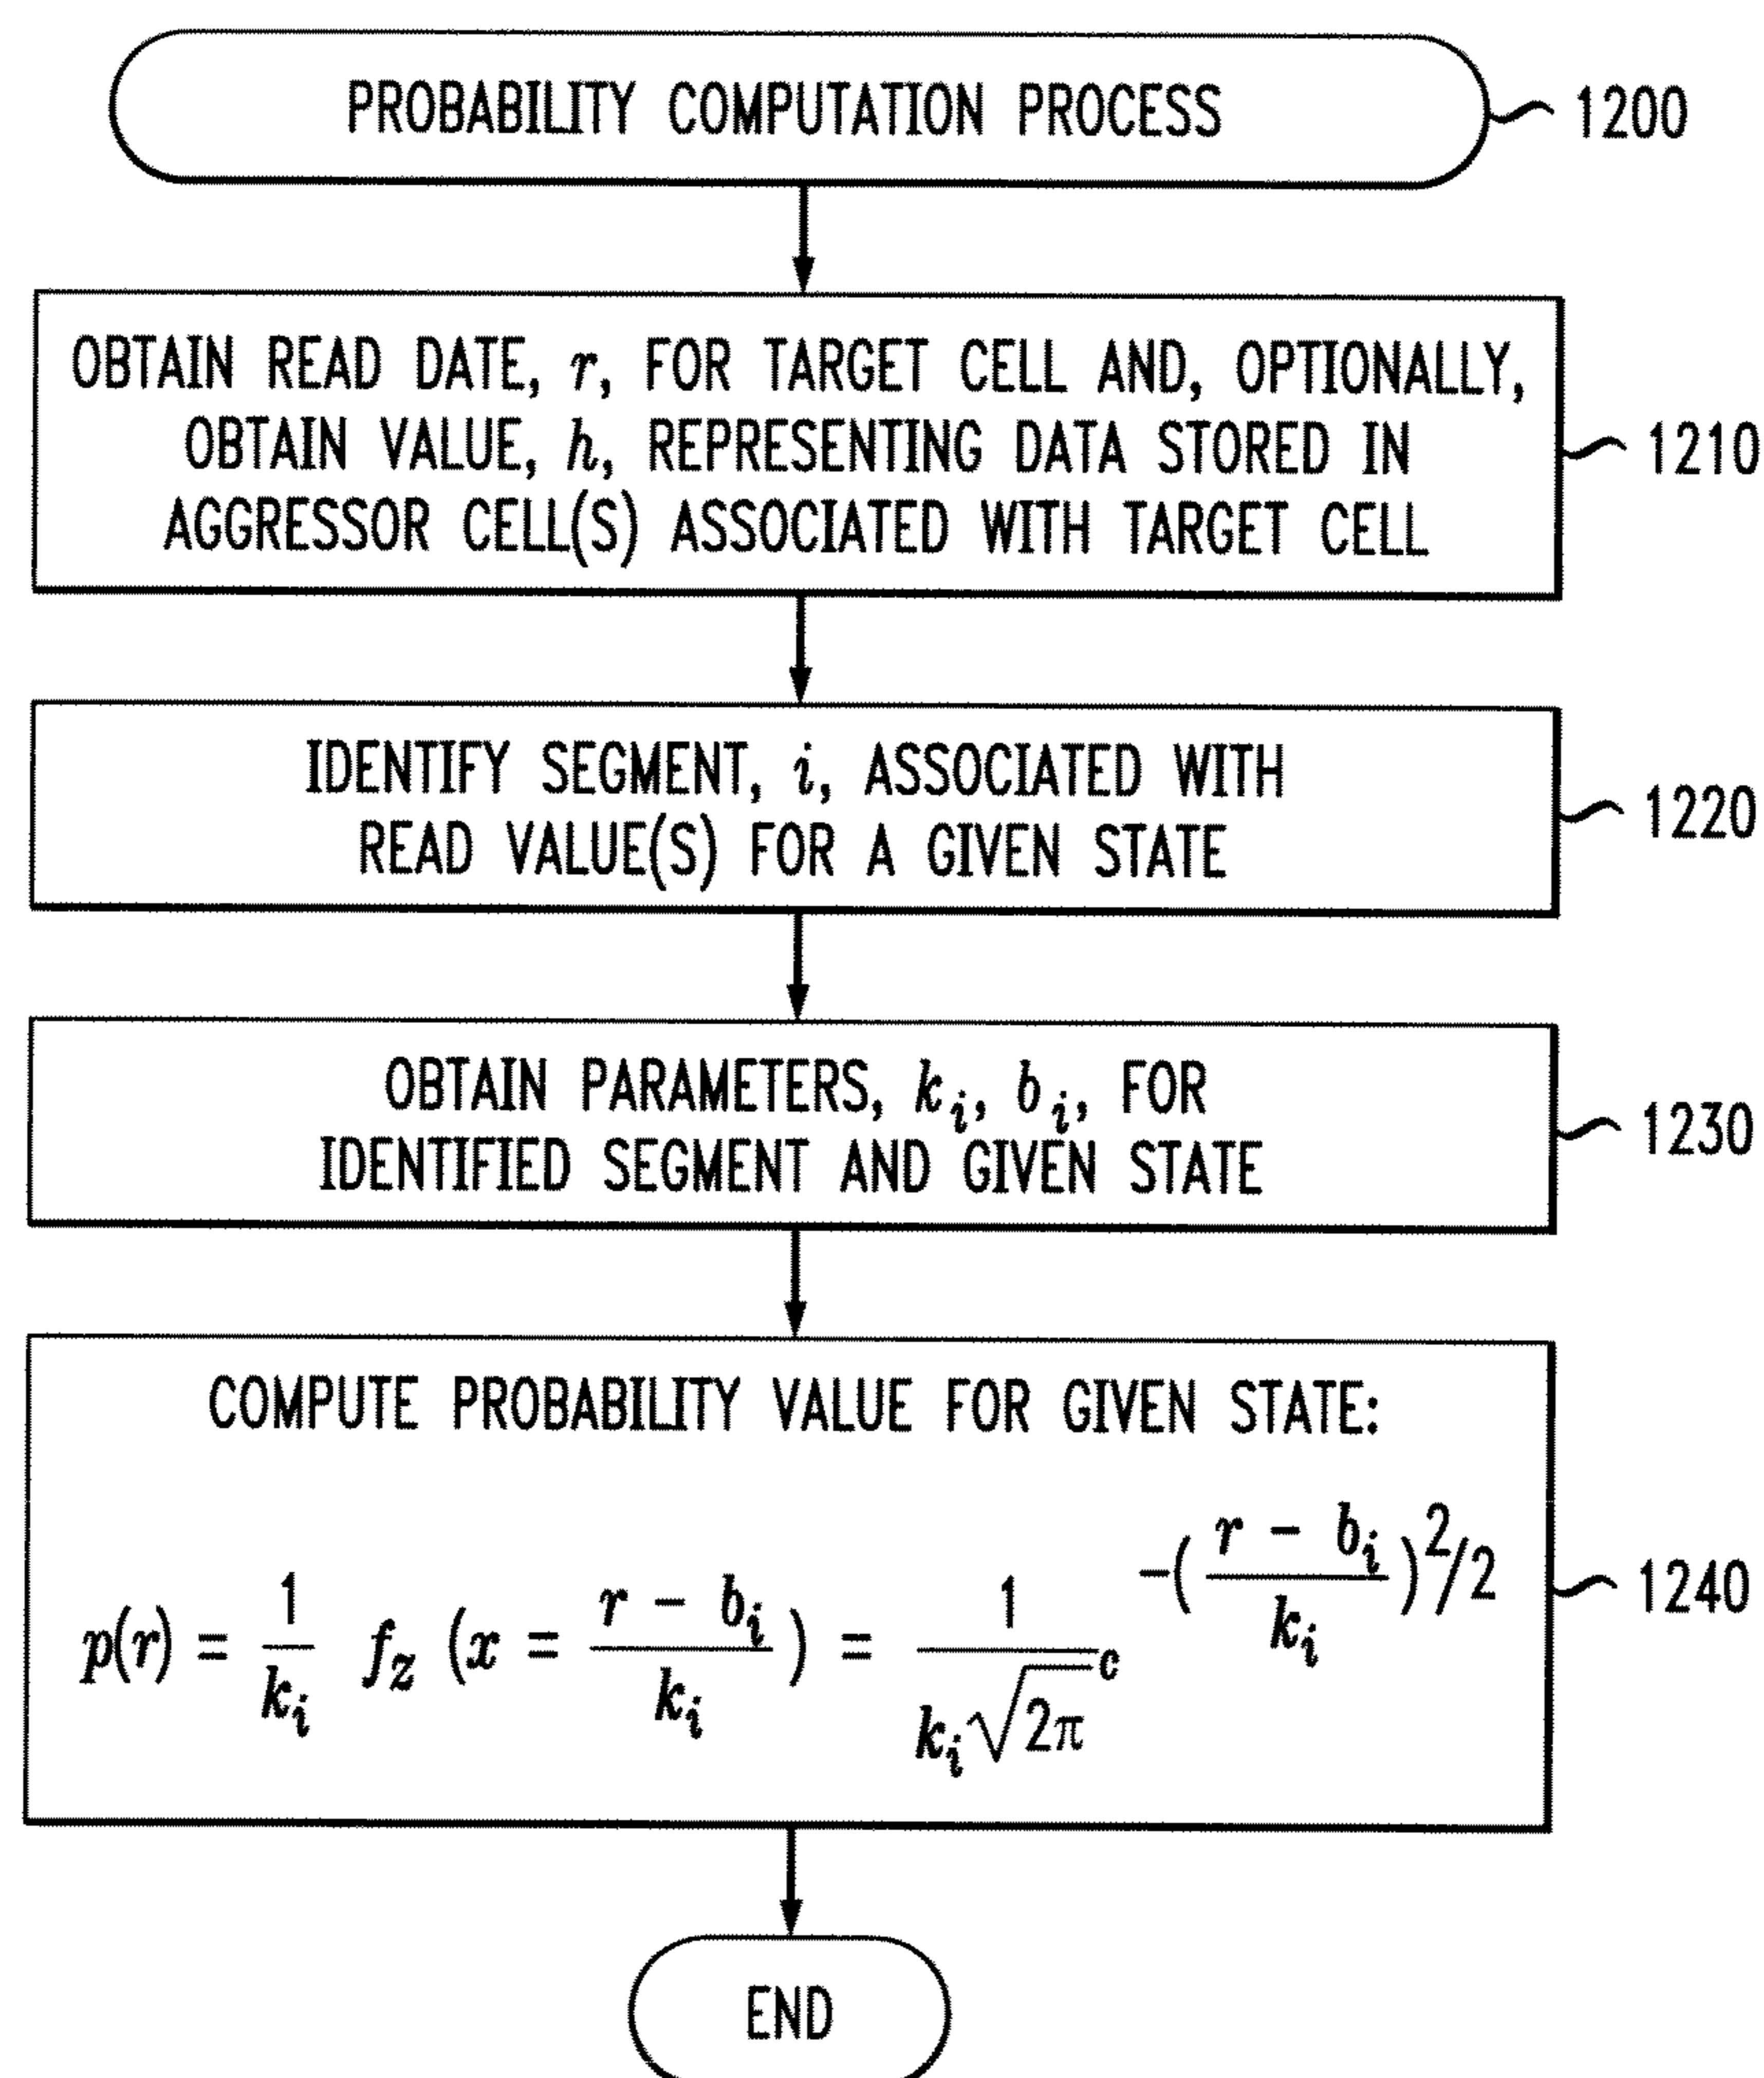 PROBABILITY COMPUTATION PROCESS
1200
OBTAIN READ DATE, r, FOR TARGET CELL AND, OPTIONALLY,
OBTAIN VALUE, h, REPRESENTING DATA STORED IN
AGGRESSOR CELL(S) ASSOCIATED WITH TARGET CELL
1210
IDENTIFY SEGMENT, i, ASSOCIATED WITH
READ VALUE(S) FOR A GIVEN STATE
1220
OBTAIN PARAMETERS, k_i, b_i, FOR
IDENTIFIED SEGMENT AND GIVEN STATE
1230
COMPUTE PROBABILITY VALUE FOR GIVEN STATE:
p(r) = 1/k_i f_z (x = (r - b_i)/k_i) = 1/(k_i√2π) c^(-((r - b_i)/k_i)^2/2)
1240
END